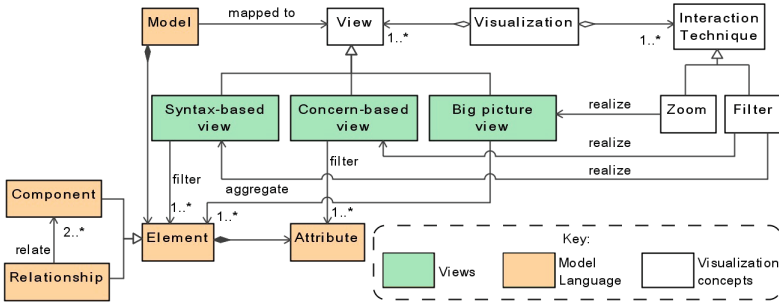 Model
mapped to
View
Visualization
Interaction
Technique
1..*
1..*
Syntax-based
view
Concern-based
view
Big picture
view
realize
Zoom
Filter
realize
realize
filter
aggregate
filter
Component
1..*
1..*
1..*
2..*
relate
Element
Attribute
Relationship
Key:
Views
Model
Language
Visualization
concepts